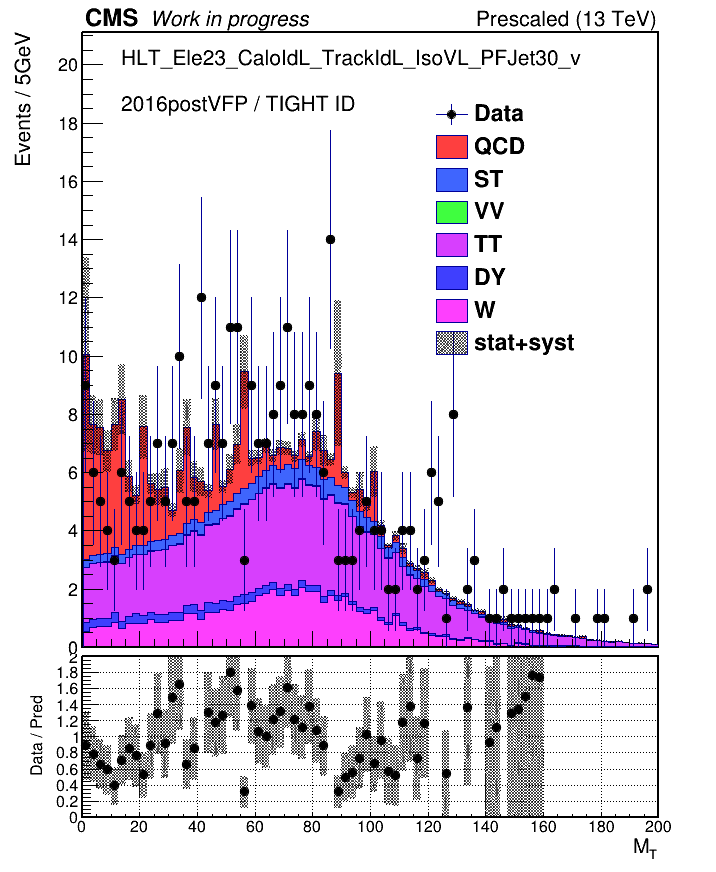 CMS Work in progress Prescaled (13 TeV)
Events / 5GeV
HLT_Ele23_CaloIdL_TrackIdL_IsoVL_PFJet30_v
2016postVFP / TIGHT ID
Data
QCD
ST
VV
TT
DY
W
stat+syst
20
18
16
14
12
10
8
6
4
2
0
Data / Pred
2
1.8
1.6
1.4
1.2
1
0.8
0.6
0.4
0.2
0
0 20 40 60 80 100 120 140 160 180 200
M_T